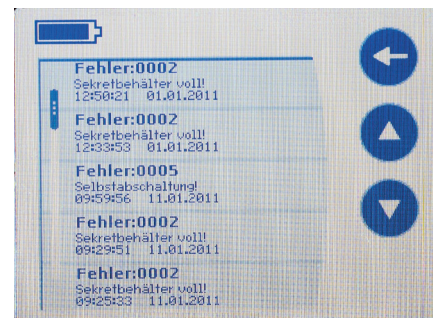 Fehler:0002
Sekretbehälter voll!
12:50:21 01.01.2011
Fehler:0002
Sekretbehälter voll!
12:33:53 01.01.2011
Fehler:0005
Selbstabschaltung!
09:59:56 11.01.2011
Fehler:0002
Sekretbehälter voll!
09:29:51 11.01.2011
Fehler:0002
Sekretbehälter voll!
09:25:33 11.01.2011